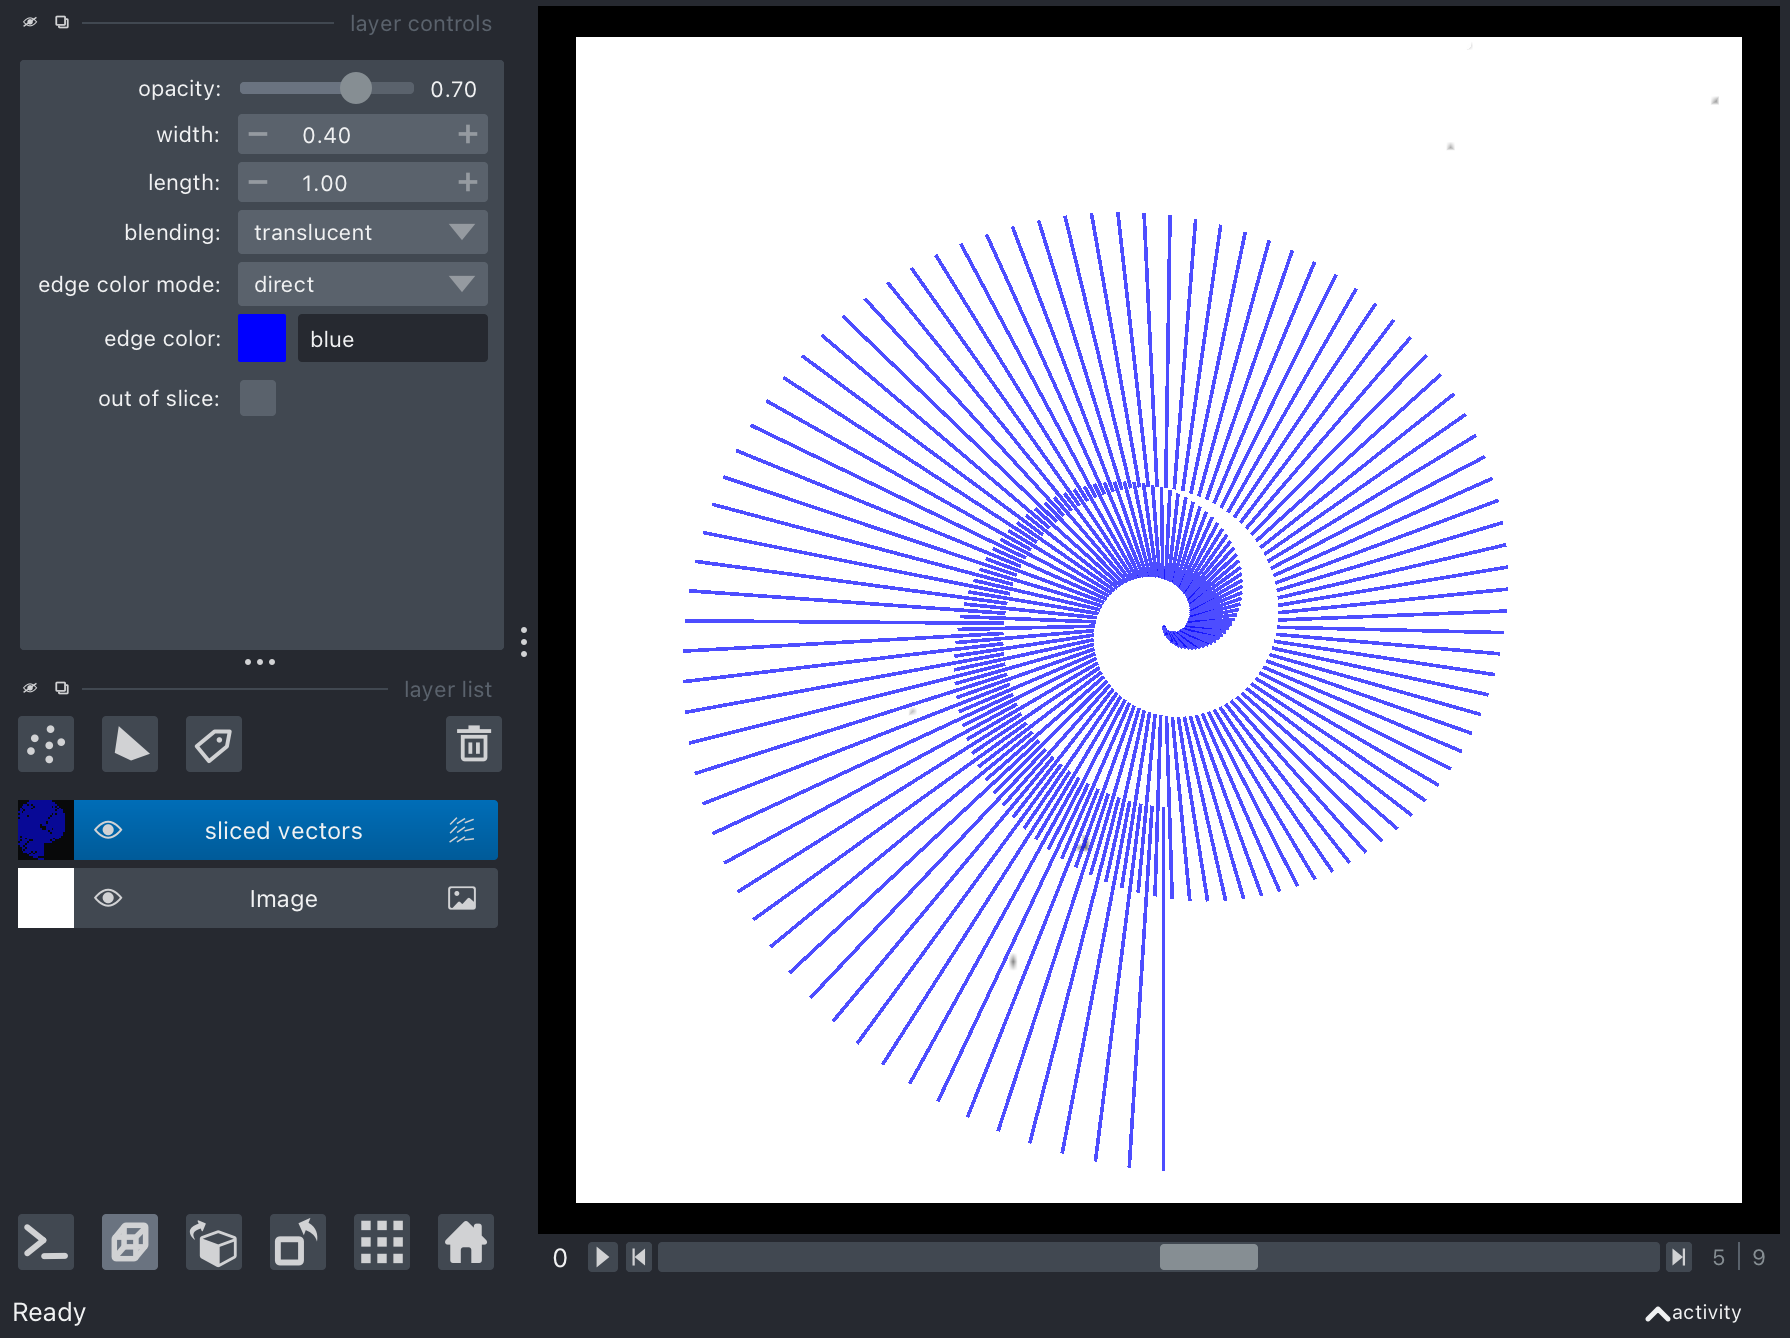 layer controls
opacity: 0.70
width: 0.40
length: 1.00
blending: translucent
edge color mode: direct
edge color: blue
out of slice:
layer list
sliced vectors
Image
0 5 9
Ready
activity